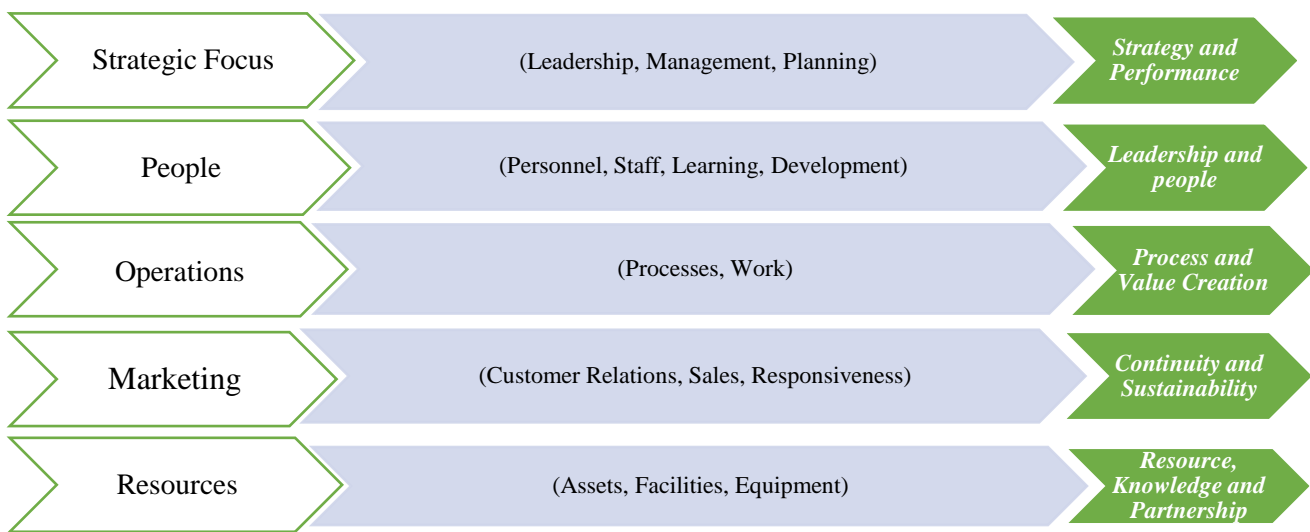 Strategic Focus
(Leadership, Management, Planning)
Strategy and
Performance
People
(Personnel, Staff, Learning, Development)
Leadership and
people
Operations
(Processes, Work)
Process and
Value Creation
Marketing
(Customer Relations, Sales, Responsiveness)
Continuity and
Sustainability
Resources
(Assets, Facilities, Equipment)
Resource,
Knowledge and
Partnership